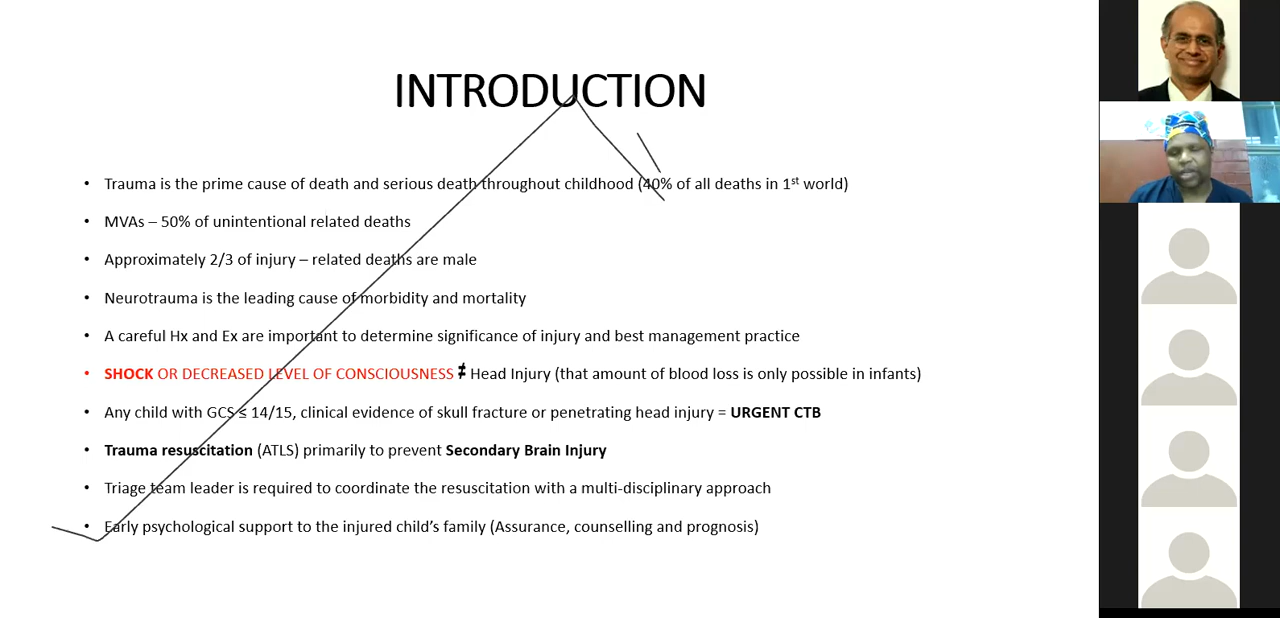 INTRODUCTION
• Trauma is the prime cause of death and serious death throughout childhood (40% of all deaths in 1st world)
• MVAs – 50% of unintentional related deaths
• Approximately 2/3 of injury – related deaths are male
• Neurotrauma is the leading cause of morbidity and mortality
• A careful Hx and Ex are important to determine significance of injury and best management practice
• SHOCK OR DECREASED LEVEL OF CONSCIOUSNESS ≠ Head Injury (that amount of blood loss is only possible in infants)
• Any child with GCS ≤ 14/15, clinical evidence of skull fracture or penetrating head injury = URGENT CTB
• Trauma resuscitation (ATLS) primarily to prevent Secondary Brain Injury
• Triage team leader is required to coordinate the resuscitation with a multi-disciplinary approach
• Early psychological support to the injured child’s family (Assurance, counselling and prognosis)